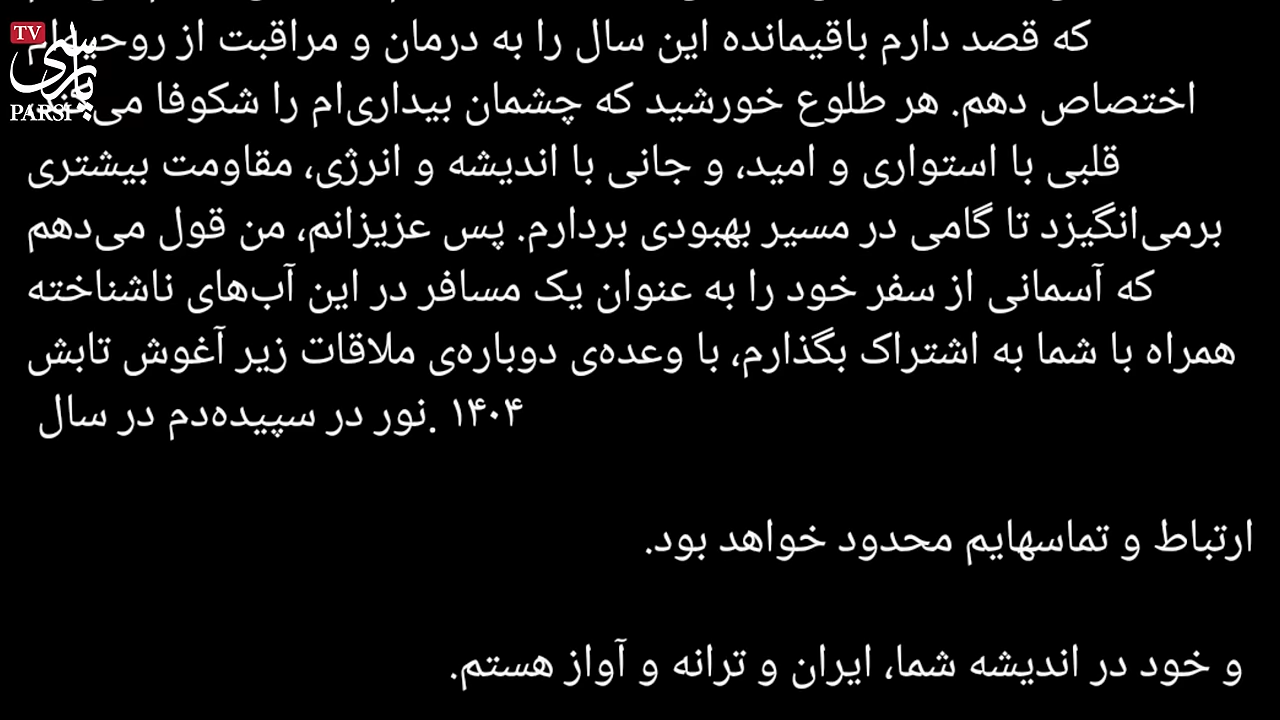 که قصد دارم باقیمانده این سال را به درمان و مراقبت از
اختصاص دهم. هر طلوع خورشید که چشمان بیداری‌ام را شکوفا
قلبی با استواری و امید، و جانی با اندیشه و انرژی، مقاومت بیشتری
برمی‌انگیزد تا گامی در مسیر بهبودی بردارم. پس عزیزانم، من قول می‌دهم
که آسمانی از سفر خود را به عنوان یک مسافر در این آب‌های ناشناخته
همراه با شما به اشتراک بگذارم، با وعده‌ی دوباره‌ی ملاقات زیر آغوش تابش
۱۴۰۴ .نور در سپیده‌دم در سال
ارتباط و تماسهایم محدود خواهد بود.
و خود در اندیشه شما، ایران و ترانه و آواز هستم.
TV
پارسی
PARSI